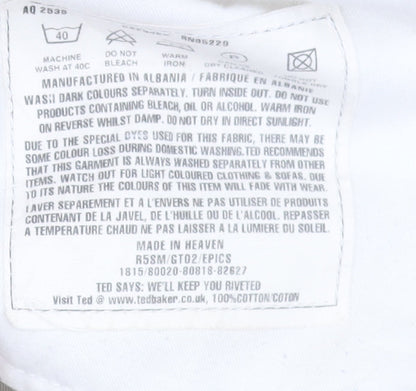 AQ 2535
RN95229
40
MACHINE WASH AT 40C
DO NOT BLEACH
WARM IRON
MANUFACTURED IN ALBANIA / FABRIQUE EN ALBANIE
WASH DARK COLOURS SEPARATELY. TURN INSIDE OUT. DO NOT USE
PRODUCTS CONTAINING BLEACH, OIL OR ALCOHOL. WARM IRON
ON REVERSE WHILST DAMP. DO NOT DRY IN DIRECT SUNLIGHT.
DUE TO THE SPECIAL DYES USED FOR THIS FABRIC, THERE MAY BE
SOME COLOUR LOSS DURING DOMESTIC WASHING. TED RECOMMENDS
THAT THIS GARMENT IS ALWAYS WASHED SEPARATELY FROM OTHER
ITEMS. WATCH OUT FOR LIGHT COLOURED CLOTHING & SOFAS. DUE
TO ITS NATURE THE COLOURS OF THIS ITEM WILL FADE WITH WEAR.
LAVER SEPAREMENT ET A L'ENVERS NE PAS UTILISER DE PRODUITS
CONTENANT DE LA JAVEL, DE L'HUILLE OU DE L'ALCOOL. REPASSER
A TEMPERATURE CHAUD NE PAS LAISSER A LA LUMIERE DU SOLEIL.
MADE IN HEAVEN
R5SM/GTD2/EPICS
1815/80020-80818-82627
TED SAYS: WE'LL KEEP YOU RIVETED
Visit Ted @ www.tedbaker.co.uk, 100%COTTON/COTON